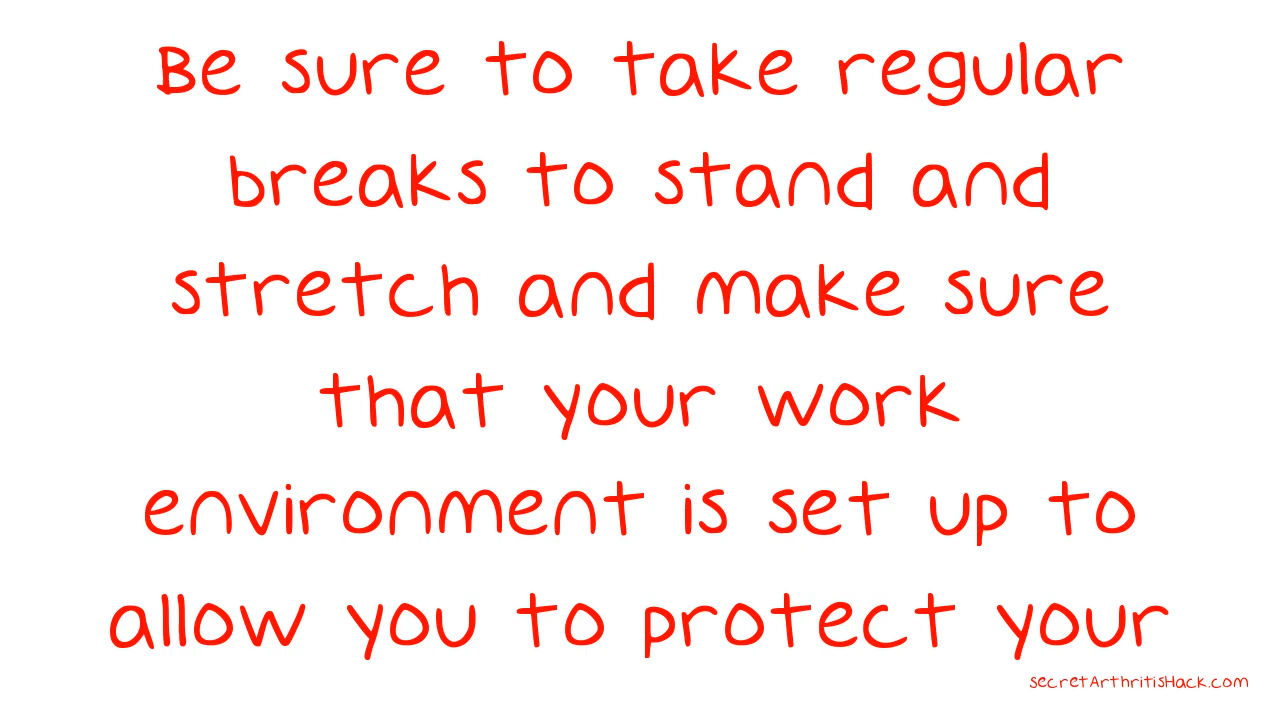 Be sure to take regular
breaks to stand and
stretch and make sure
that your work
environment is set up to
allow you to protect your
secretArthritisHack.com